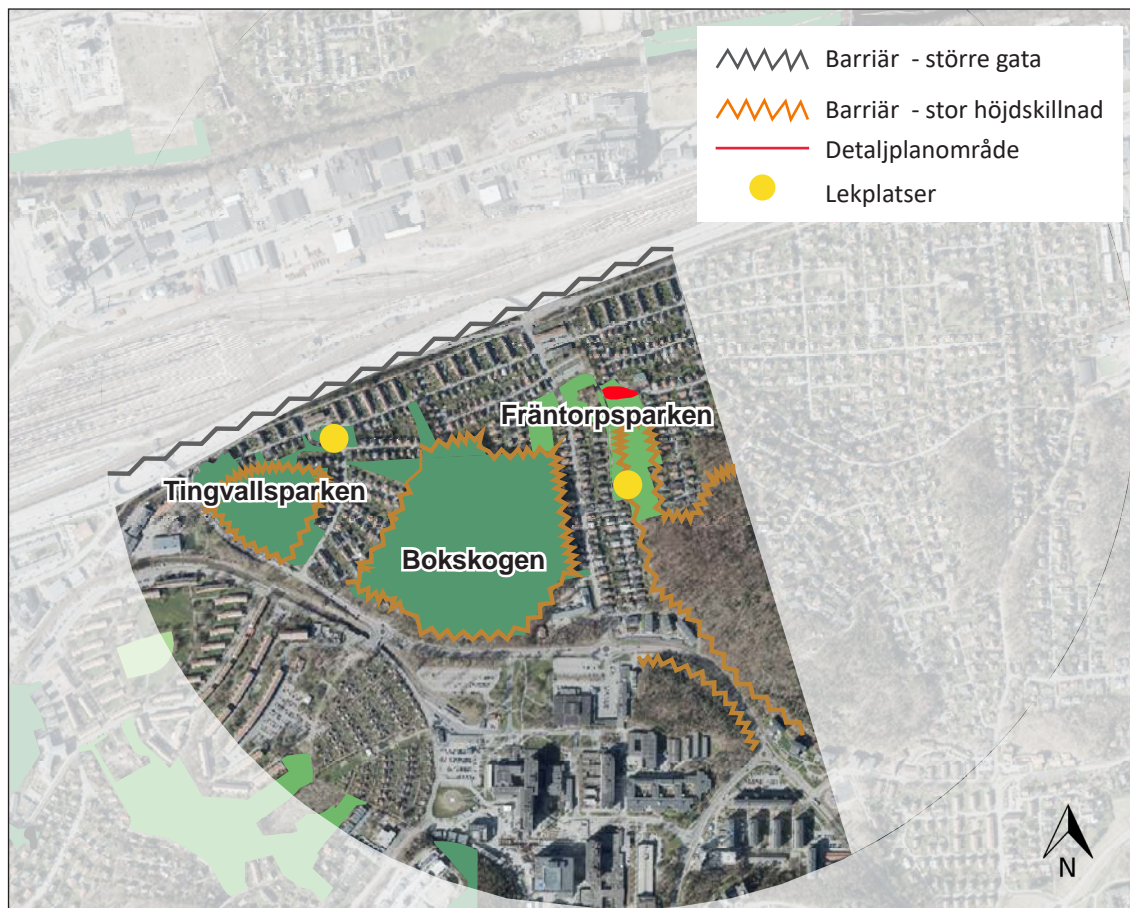 Barriär - större gata
Barriär - stor höjdskillnad
Detaljplanområde
Lekplatser
Fräntorpsparken
Tingvallsparken
Bokskogen
N